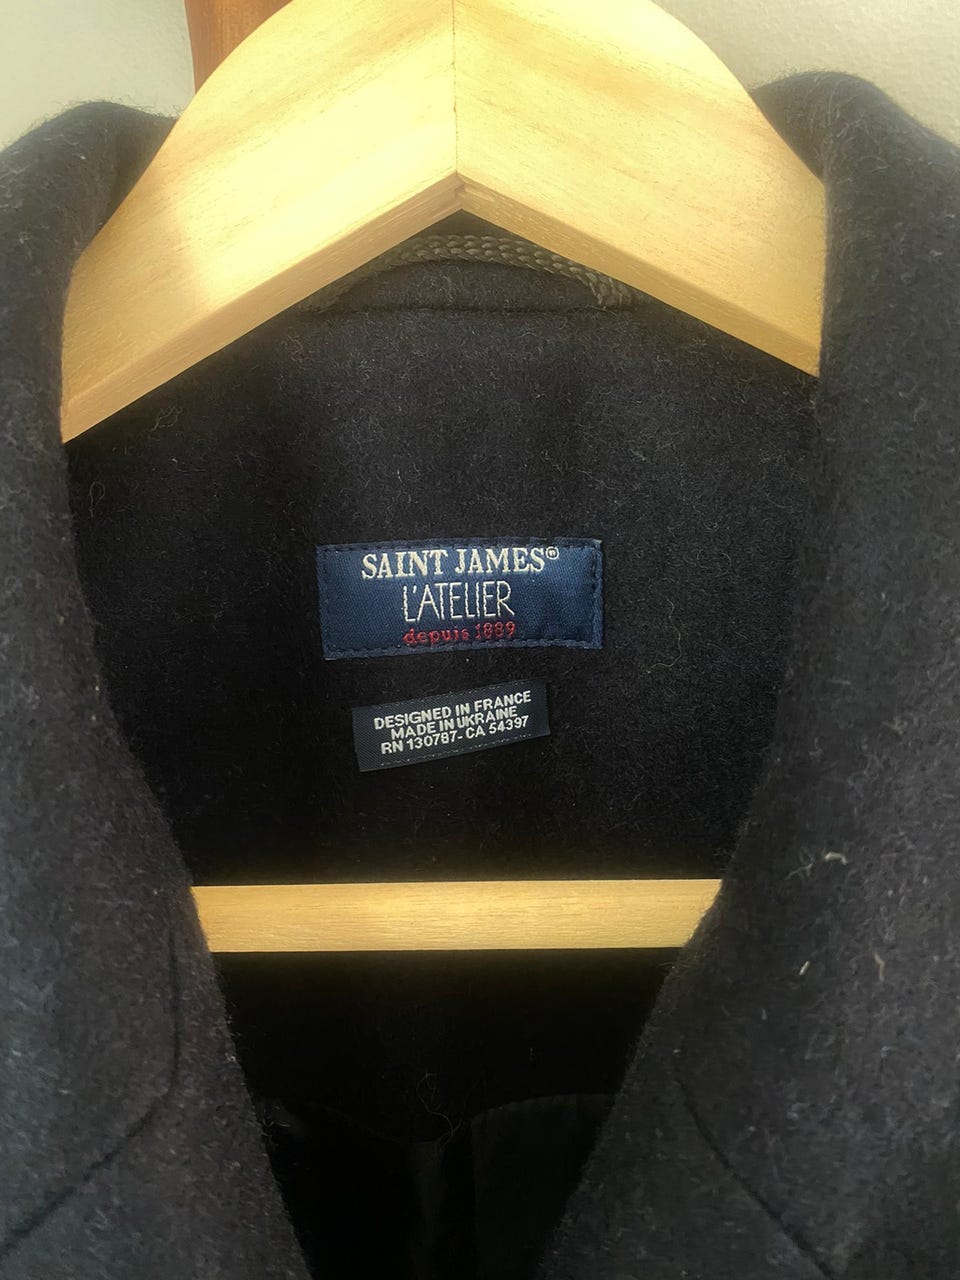 SAINT JAMES®
L'ATELIER
depuis 1889
DESIGNED IN FRANCE
MADE IN UKRAINE
RN 130787- CA 54397